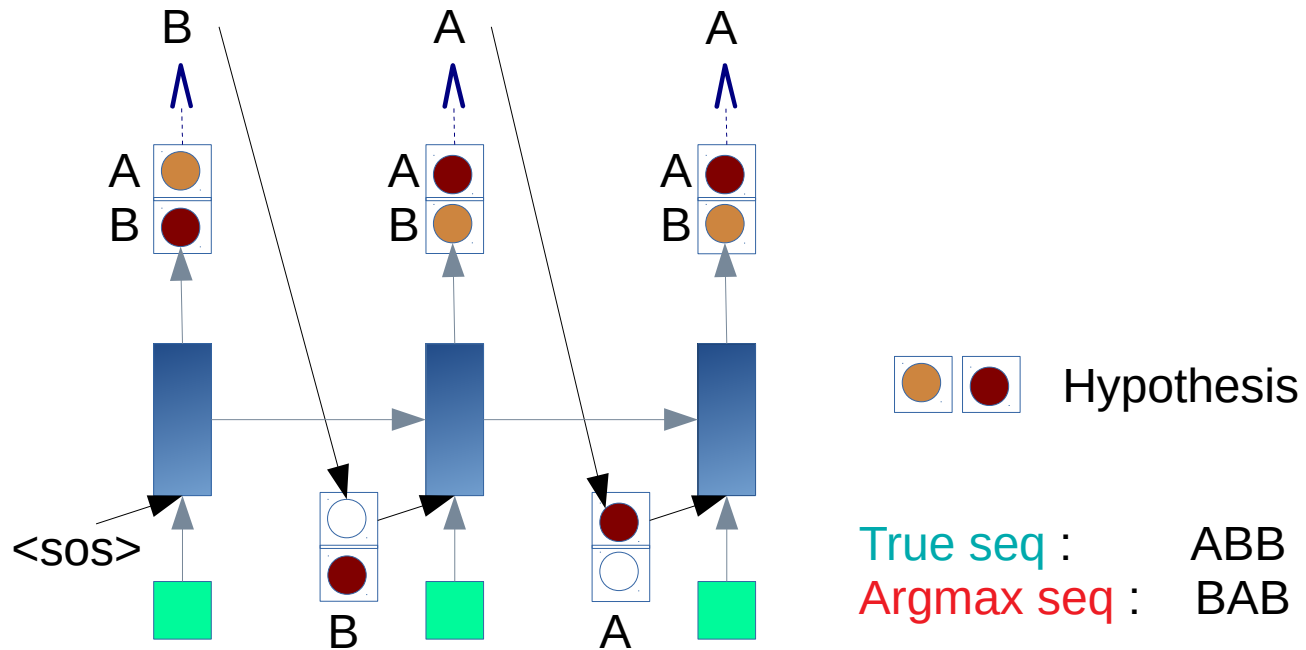 B A A
A A A
B B B
Hypothesis
<sos>
True seq : ABB
Argmax seq : BAB
B A